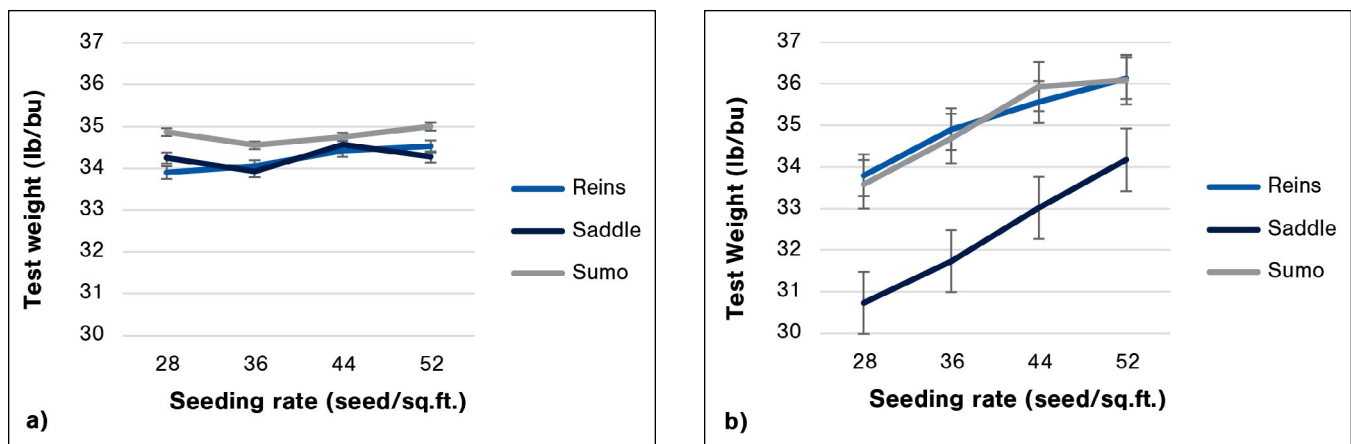 37
36
35
34
33
32
31
30
Test weight (lb/bu)
28 36 44 52
Seeding rate (seed/sq.ft.)
Reins
Saddle
Sumo
a)
37
36
35
34
33
32
31
30
Test Weight (lb/bu)
28 36 44 52
Seeding rate (seed/sq.ft.)
Reins
Saddle
Sumo
b)